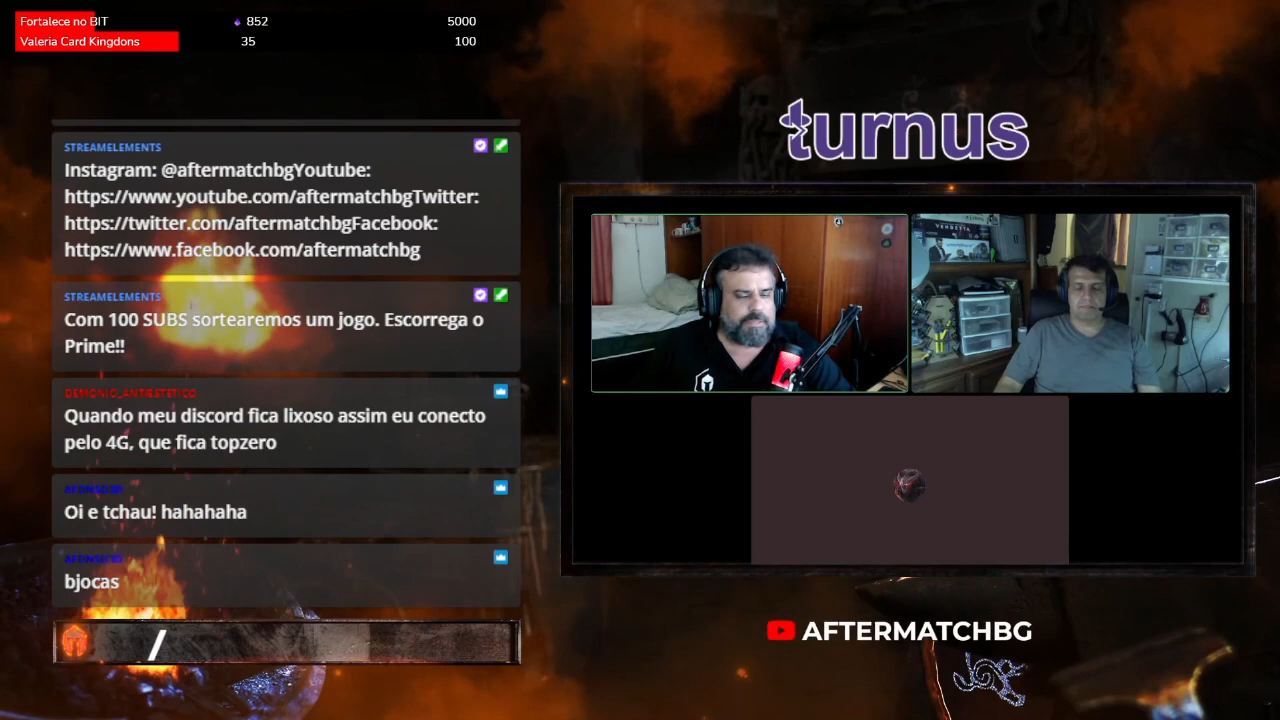 Fortalece no BIT 852 5000
Valeria Card Kingdons 35 100
turnus
STREAMELEMENTS
Instagram: @aftermatchbgYoutube:
https://www.youtube.com/aftermatchbgTwitter:
https://twitter.com/aftermatchbgFacebook:
https://www.facebook.com/aftermatchbg
STREAMELEMENTS
Com 100 SUBS sortearemos um jogo. Escorrega o
Prime!!
DEMONIO_ANTIESTETICO
Quando meu discord fica lixoso assim eu conecto
pelo 4G, que fica topzero
Oi e tchau! hahahaha
bjocas
/
VENDETTA
AFTERMATCHBG